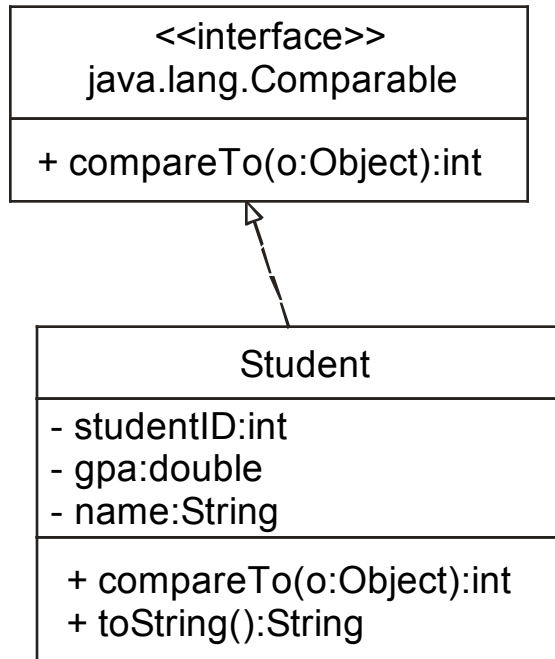 <<interface>>
java.lang.Comparable
+ compareTo(o:Object):int
Student
- studentID:int
- gpa:double
- name:String
+ compareTo(o:Object):int
+ toString():String